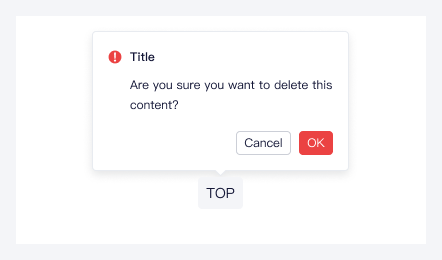 Title
Are you sure you want to delete this
content?
Cancel
OK
TOP